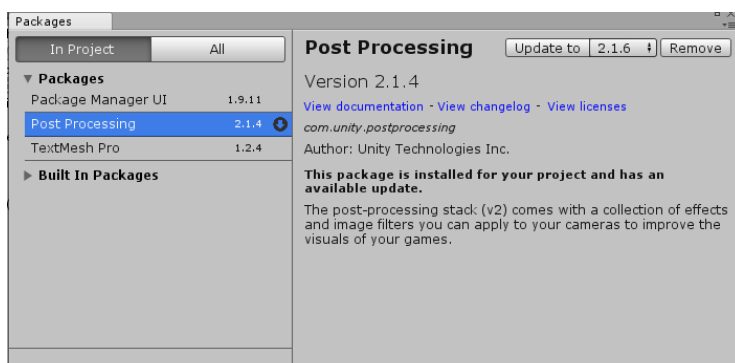 Packages
In Project All
Packages
Package Manager UI 1.9.11
Post Processing 2.1.4
TextMesh Pro 1.2.4
Built In Packages
Post Processing Update to 2.1.6 Remove
Version 2.1.4
View documentation - View changelog - View licenses
com.unity.postprocessing
Author: Unity Technologies Inc.
This package is installed for your project and has an
available update.
The post-processing stack (v2) comes with a collection of effects
and image filters you can apply to your cameras to improve the
visuals of your games.